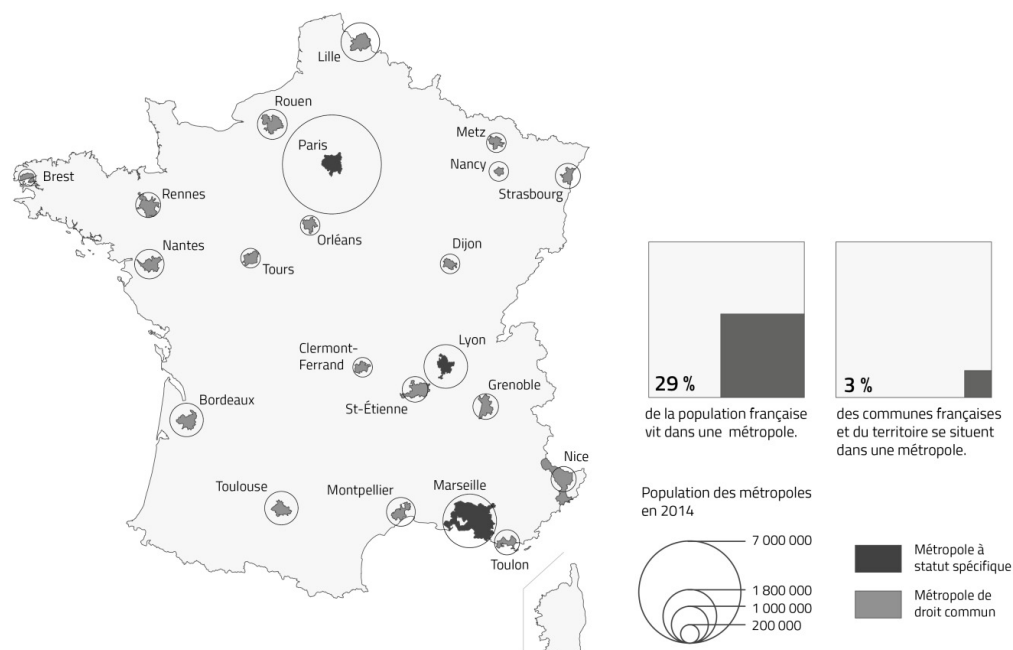 Lille
Rouen
Paris
Metz
Nancy
Strasbourg
Brest
Rennes
Orléans
Nantes
Tours
Dijon
Clermont-
Ferrand
Lyon
St-Étienne
Grenoble
Bordeaux
Nice
Toulouse
Montpellier
Marseille
Toulon
29 %
de la population française
vit dans une métropole.
3 %
des communes françaises
et du territoire se situent
dans une métropole.
Population des métropoles
en 2014
7 000 000
1 800 000
1 000 000
200 000
Métropole à
statut spécifique
Métropole de
droit commun